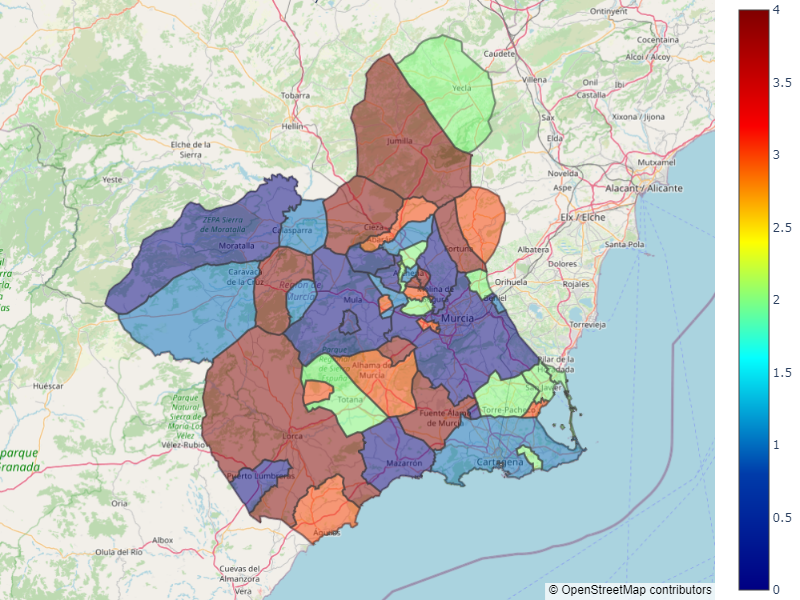 Ontinyent
Caudete
Cocentaina
Alcoi / Alcoy
Villena
Yecla
Onil
Ibi
Castalla
Tobarra
Sax
Xixona / Jijona
Hellín
Elda
Jumilla
Elche de la
Sierra
Mutxamel
Yeste
Novelda
Aspe
Alacant / Alicante
Elx / Elche
ZEPA Sierra
de Moratalla
Cieza
Calasparra
Moratalla
Fortuna
Albatera
Santa Pola
Dolores
Caravaca
de la Cruz
Región de
Murcia
Orihuela
Rojales
Mula
Molina de
Segura
Beniel
Murcia
Torrevieja
Parque
Pilar de la
Horadada
Huéscar
Alhama de
Murcia
San Javier
Parque
Natural
Sierra de
María-Los
Vélez
Totana
Torre-Pacheco
Fuente Álamo
de Murcia
Lorca
Vélez-Rubio
parque
Granada
Puerto Lumbreras
Mazarrón
Cartagena
Oria
Águilas
Albox
Olula del Río
Cuevas del
Almanzora
Vera
© OpenStreetMap contributors
4
3.5
3
2.5
2
1.5
1
0.5
0